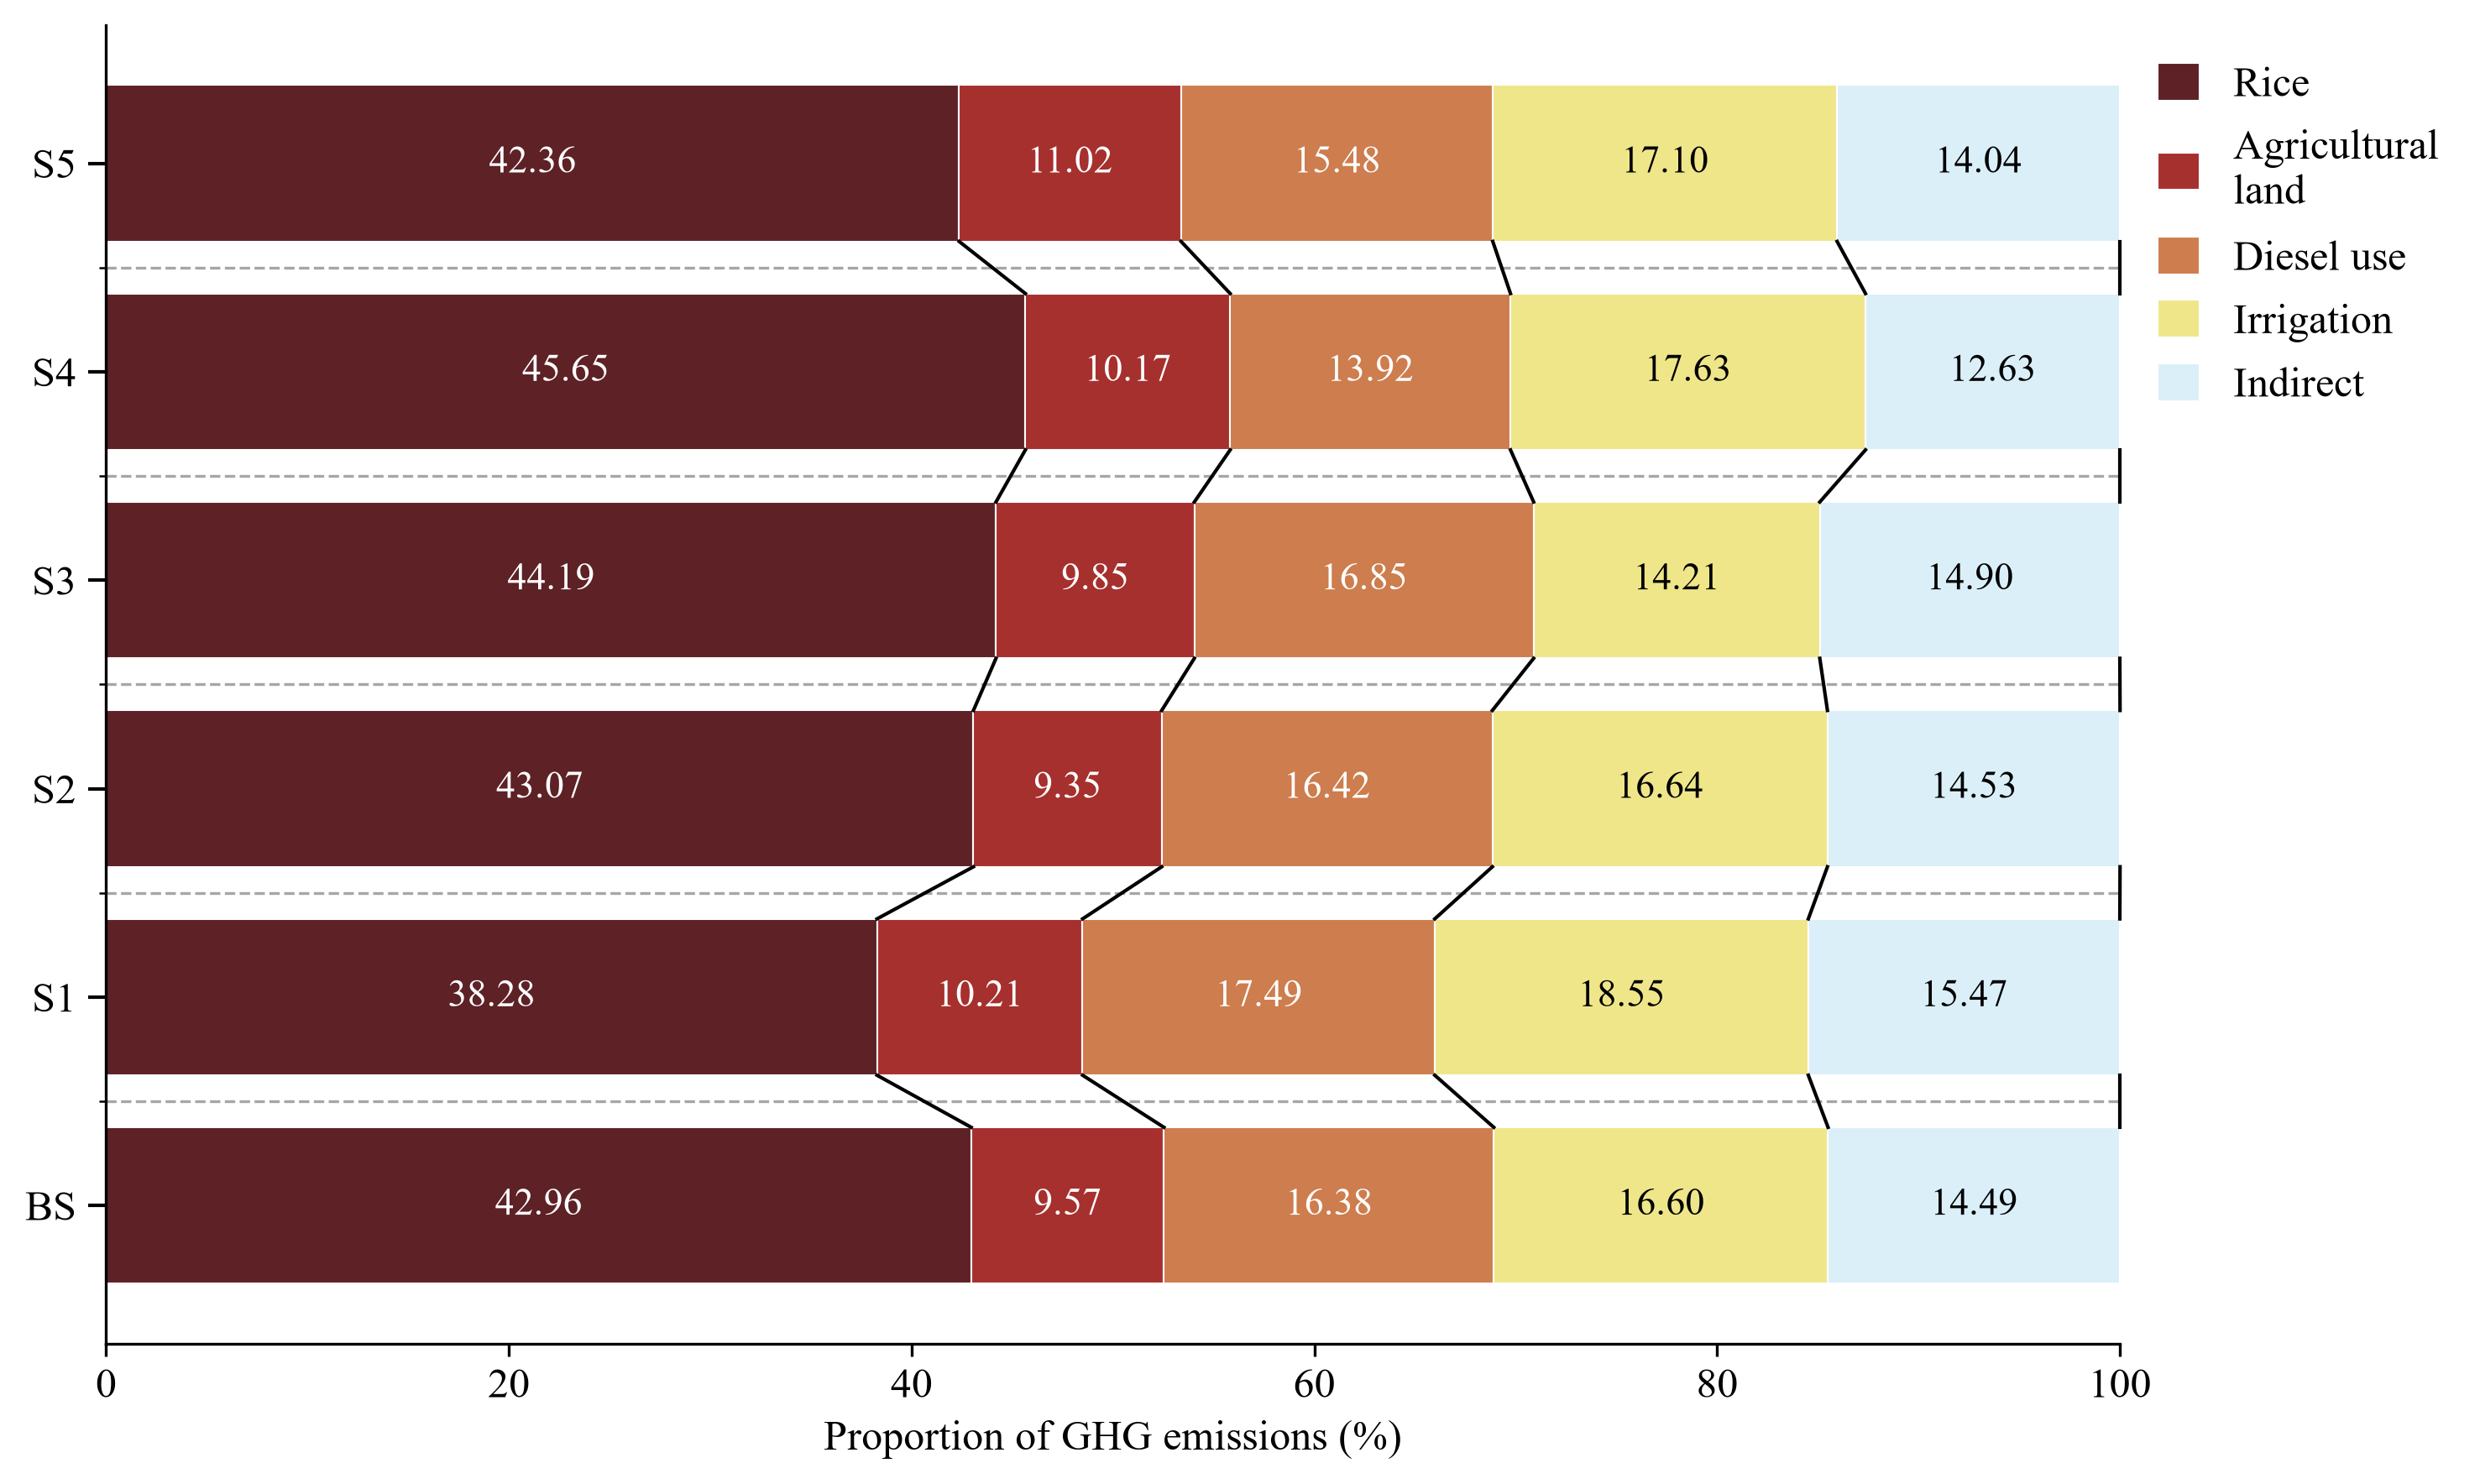 S5
42.36
11.02
15.48
17.10
14.04
S4
45.65
10.17
13.92
17.63
12.63
S3
44.19
9.85
16.85
14.21
14.90
S2
43.07
9.35
16.42
16.64
14.53
S1
38.28
10.21
17.49
18.55
15.47
BS
42.96
9.57
16.38
16.60
14.49
0
20
40
60
80
100
Proportion of GHG emissions (%)
Rice
Agricultural
land
Diesel use
Irrigation
Indirect